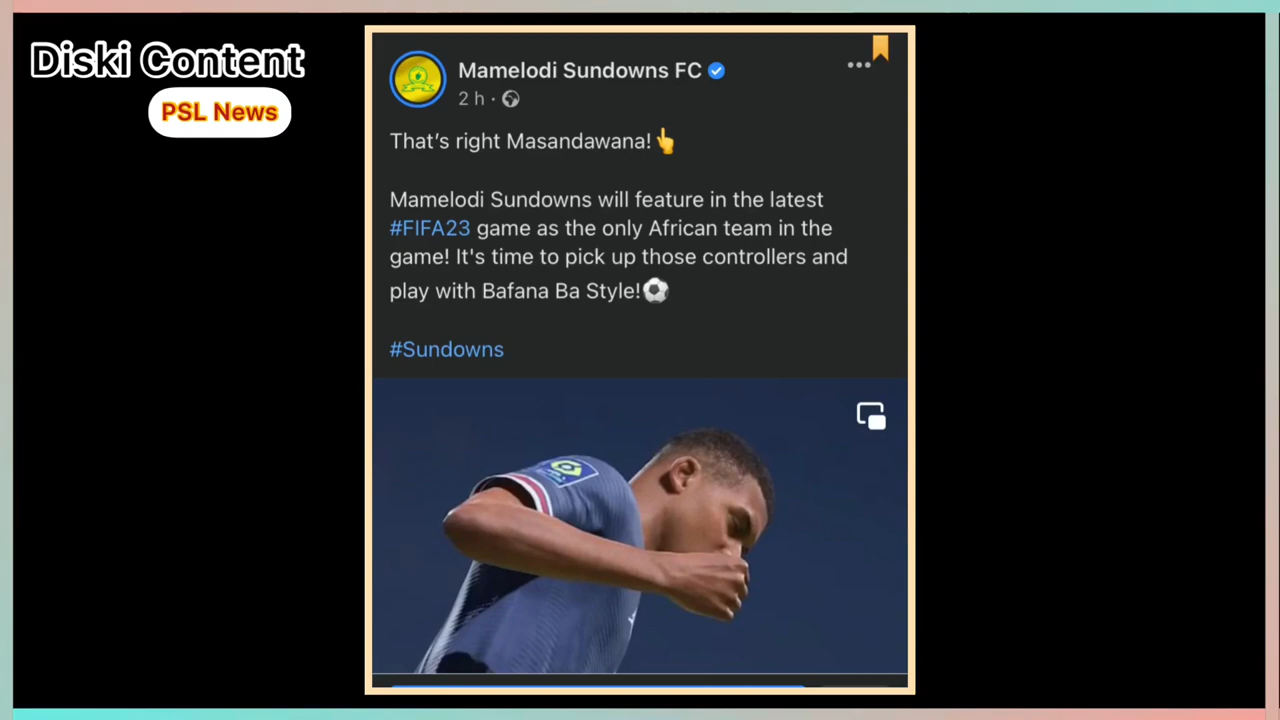 Diski Content
PSL News
Mamelodi Sundowns FC
2 h ·
That’s right Masandawana!👆
Mamelodi Sundowns will feature in the latest
#FIFA23 game as the only African team in the
game! It's time to pick up those controllers and
play with Bafana Ba Style!⚽
#Sundowns